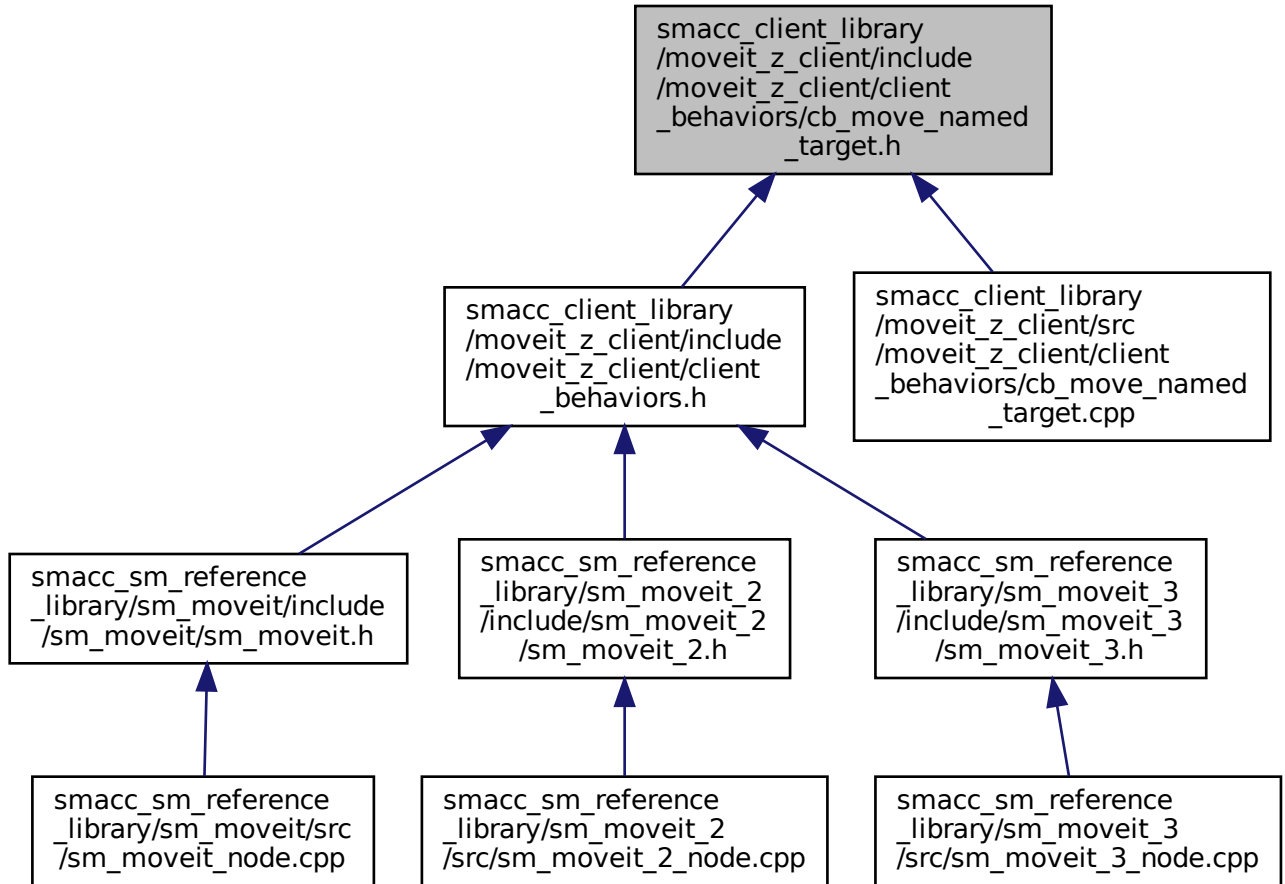 smacc_client_library
/moveit_z_client/include
/moveit_z_client/client
_behaviors/cb_move_named
_target.h
smacc_client_library
/moveit_z_client/include
/moveit_z_client/client
_behaviors.h
smacc_client_library
/moveit_z_client/src
/moveit_z_client/client
_behaviors/cb_move_named
_target.cpp
smacc_sm_reference
_library/sm_moveit/include
/sm_moveit/sm_moveit.h
smacc_sm_reference
_library/sm_moveit_2
/include/sm_moveit_2
/sm_moveit_2.h
smacc_sm_reference
_library/sm_moveit_3
/include/sm_moveit_3
/sm_moveit_3.h
smacc_sm_reference
_library/sm_moveit/src
/sm_moveit_node.cpp
smacc_sm_reference
_library/sm_moveit_2
/src/sm_moveit_2_node.cpp
smacc_sm_reference
_library/sm_moveit_3
/src/sm_moveit_3_node.cpp